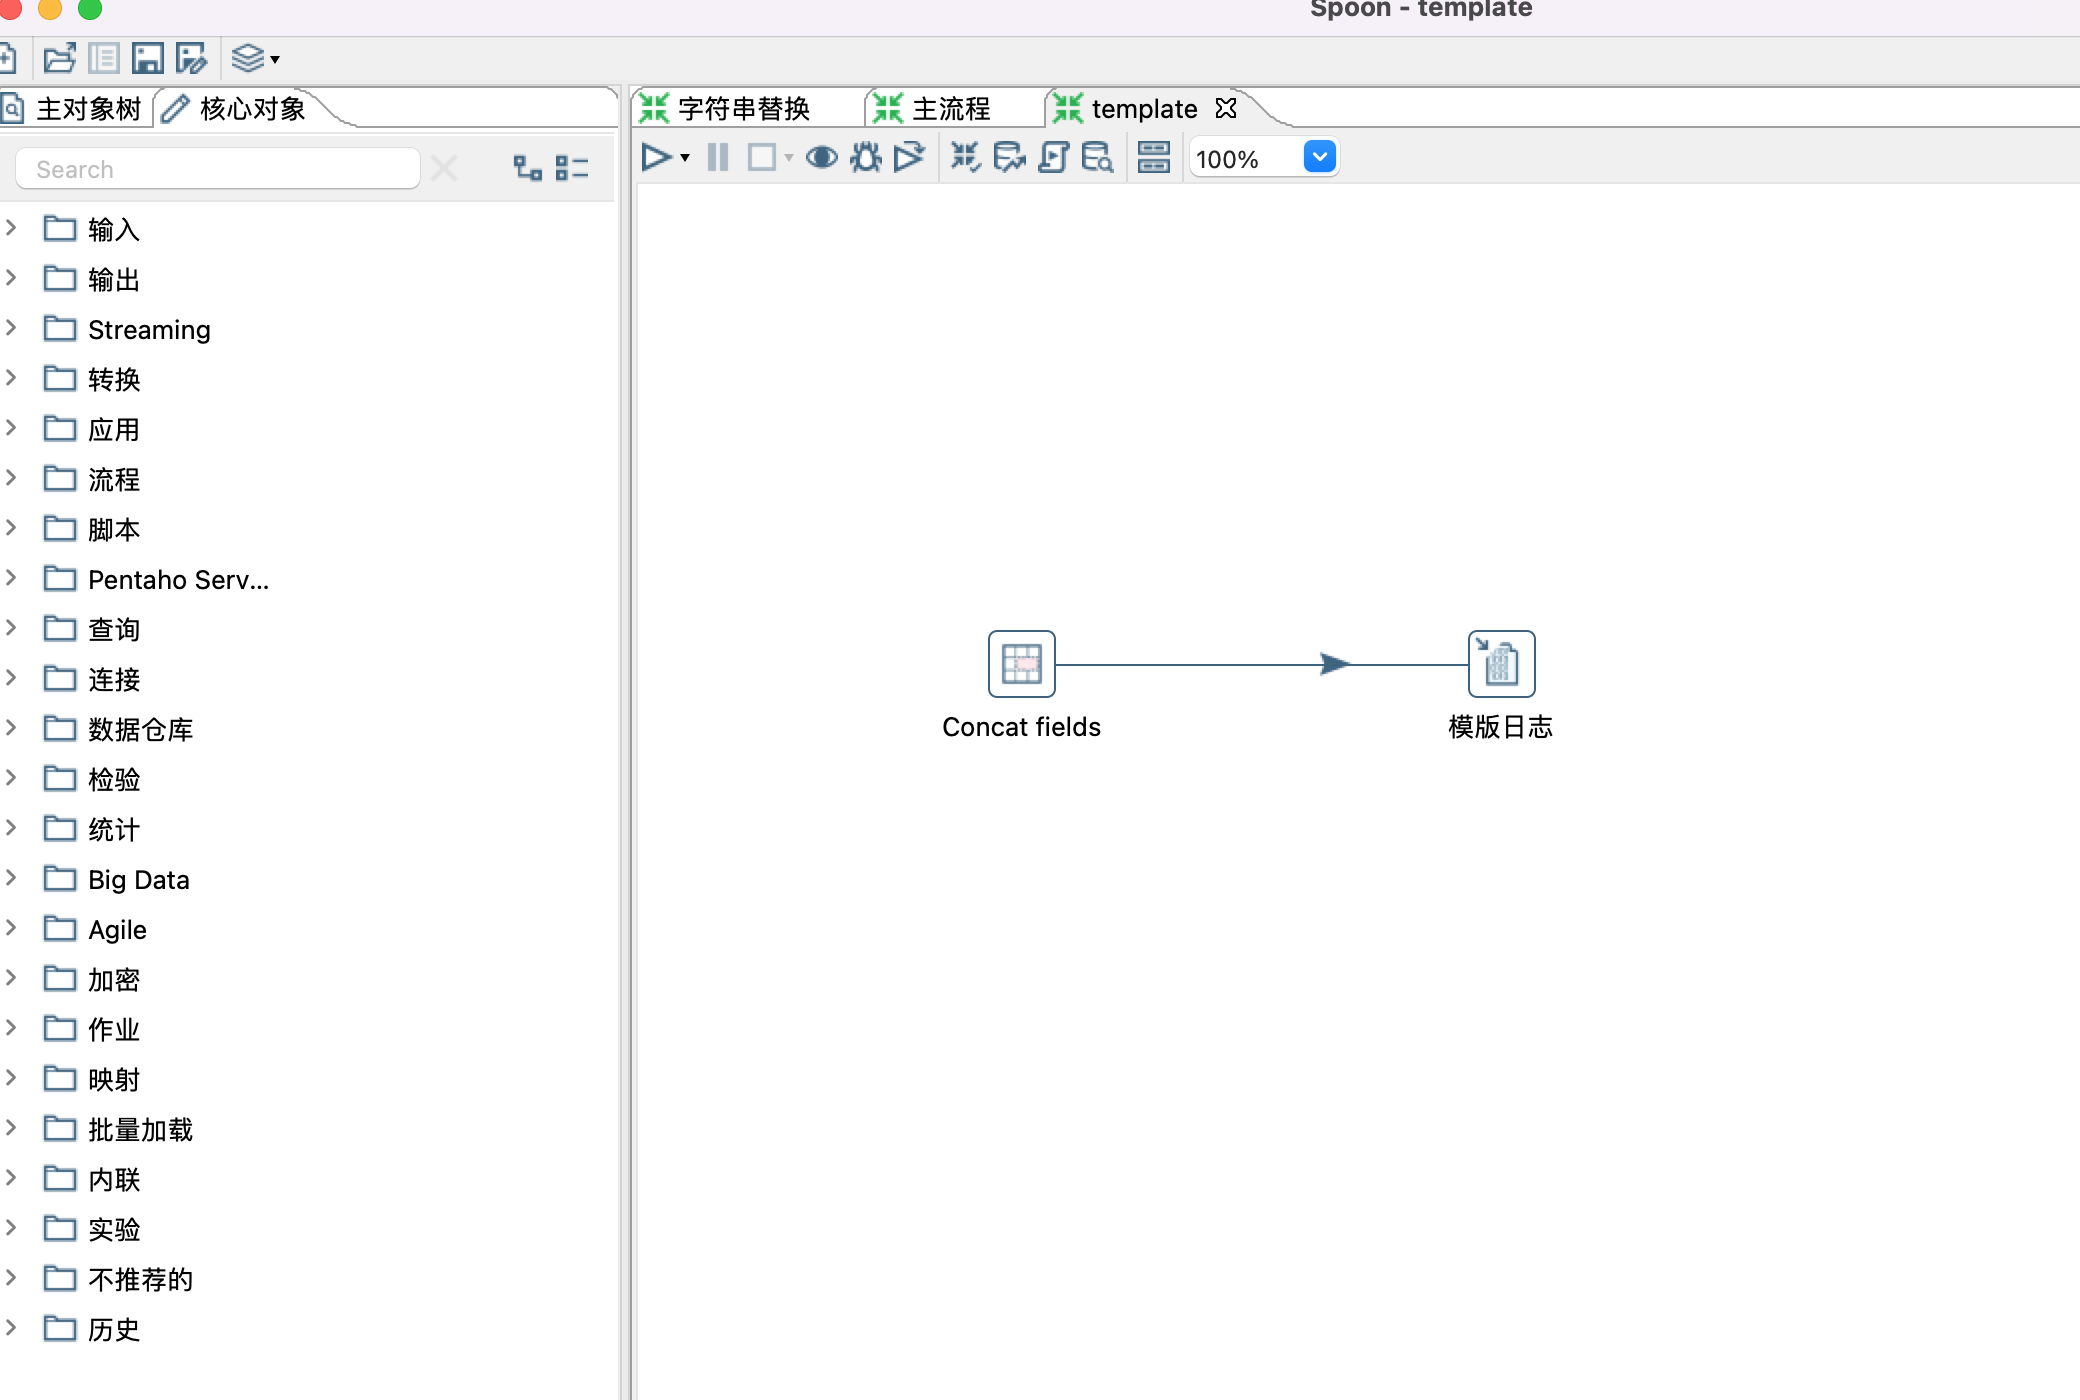 Spoon - template
主对象树
核心对象
字符串替换
主流程
template
Search
100%
输入
输出
Streaming
转换
应用
流程
脚本
Pentaho Serv...
查询
连接
数据仓库
检验
统计
Big Data
Agile
加密
作业
映射
批量加载
内联
实验
不推荐的
历史
Concat fields
模版日志